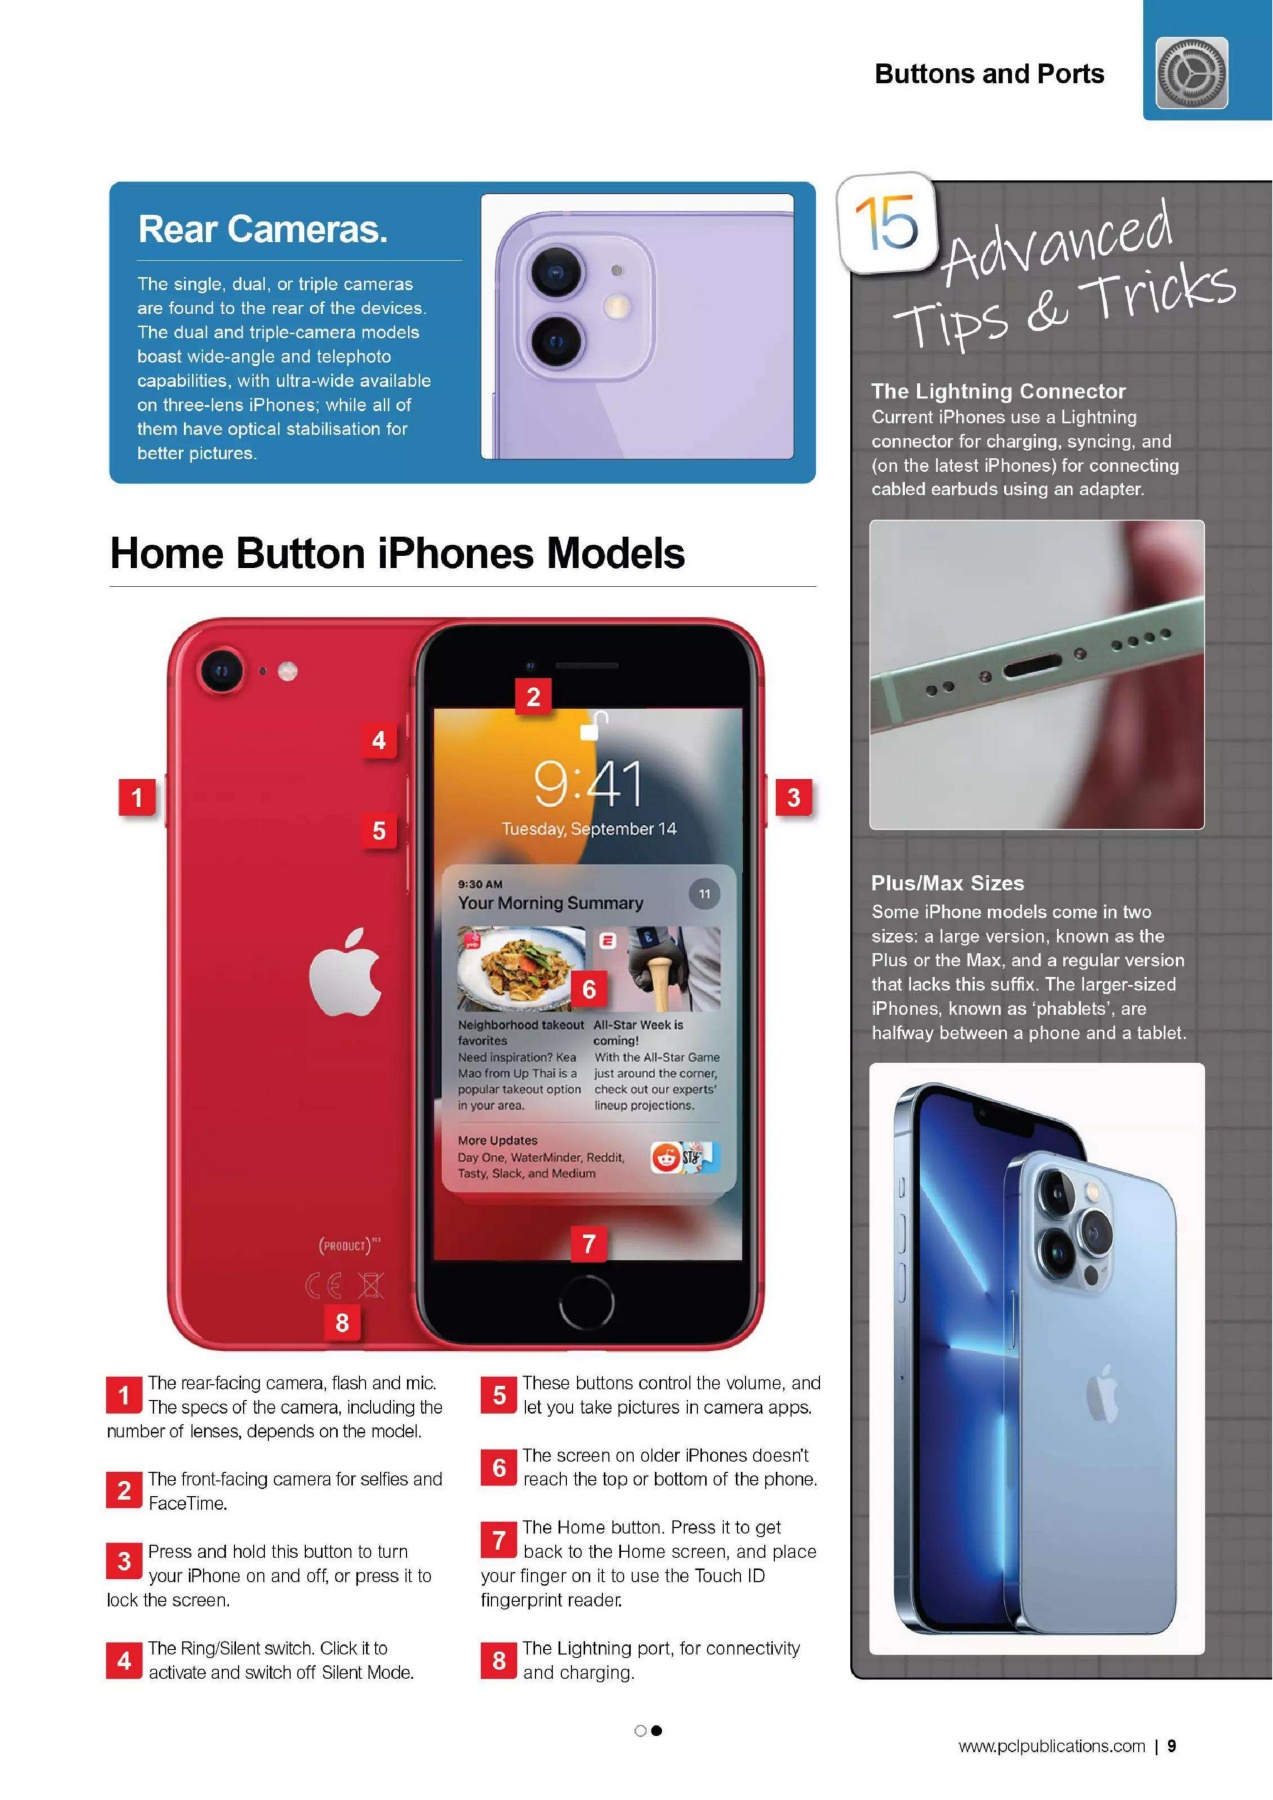 Buttons and Ports
Rear Cameras.
The single, dual, or triple cameras
are found to the rear of the devices.
The dual and triple-camera models
boast wide-angle and telephoto
capabilities, with ultra-wide available
on three-lens iPhones; while all of
them have optical stabilisation for
better pictures.
Home Button iPhones Models
2
4
1
3
5
9:41
Tuesday, September 14
9:30 AM
Your Morning Summary
11
6
Neighborhood takeout
favorites
Need inspiration? Kea
Mao from Up Thai is a
popular takeout option
in your area.
All-Star Week is
coming!
With the All-Star Game
just around the corner,
check out our experts'
lineup projections.
More Updates
Day One, WaterMinder, Reddit,
Tasty, Slack, and Medium
7
(PRODUCT)
CE
8
1 The rear-facing camera, flash and mic.
The specs of the camera, including the
number of lenses, depends on the model.
2 The front-facing camera for selfies and
FaceTime.
3 Press and hold this button to turn
your iPhone on and off, or press it to
lock the screen.
4 The Ring/Silent switch. Click it to
activate and switch off Silent Mode.
5 These buttons control the volume, and
let you take pictures in camera apps.
6 The screen on older iPhones doesn't
reach the top or bottom of the phone.
7 The Home button. Press it to get
back to the Home screen, and place
your finger on it to use the Touch ID
fingerprint reader.
8 The Lightning port, for connectivity
and charging.
15
Advanced
Tips & Tricks
The Lightning Connector
Current iPhones use a Lightning
connector for charging, syncing, and
(on the latest iPhones) for connecting
cabled earbuds using an adapter.
Plus/Max Sizes
Some iPhone models come in two
sizes: a large version, known as the
Plus or the Max, and a regular version
that lacks this suffix. The larger-sized
iPhones, known as 'phablets', are
halfway between a phone and a tablet.
www.pclpublications.com | 9